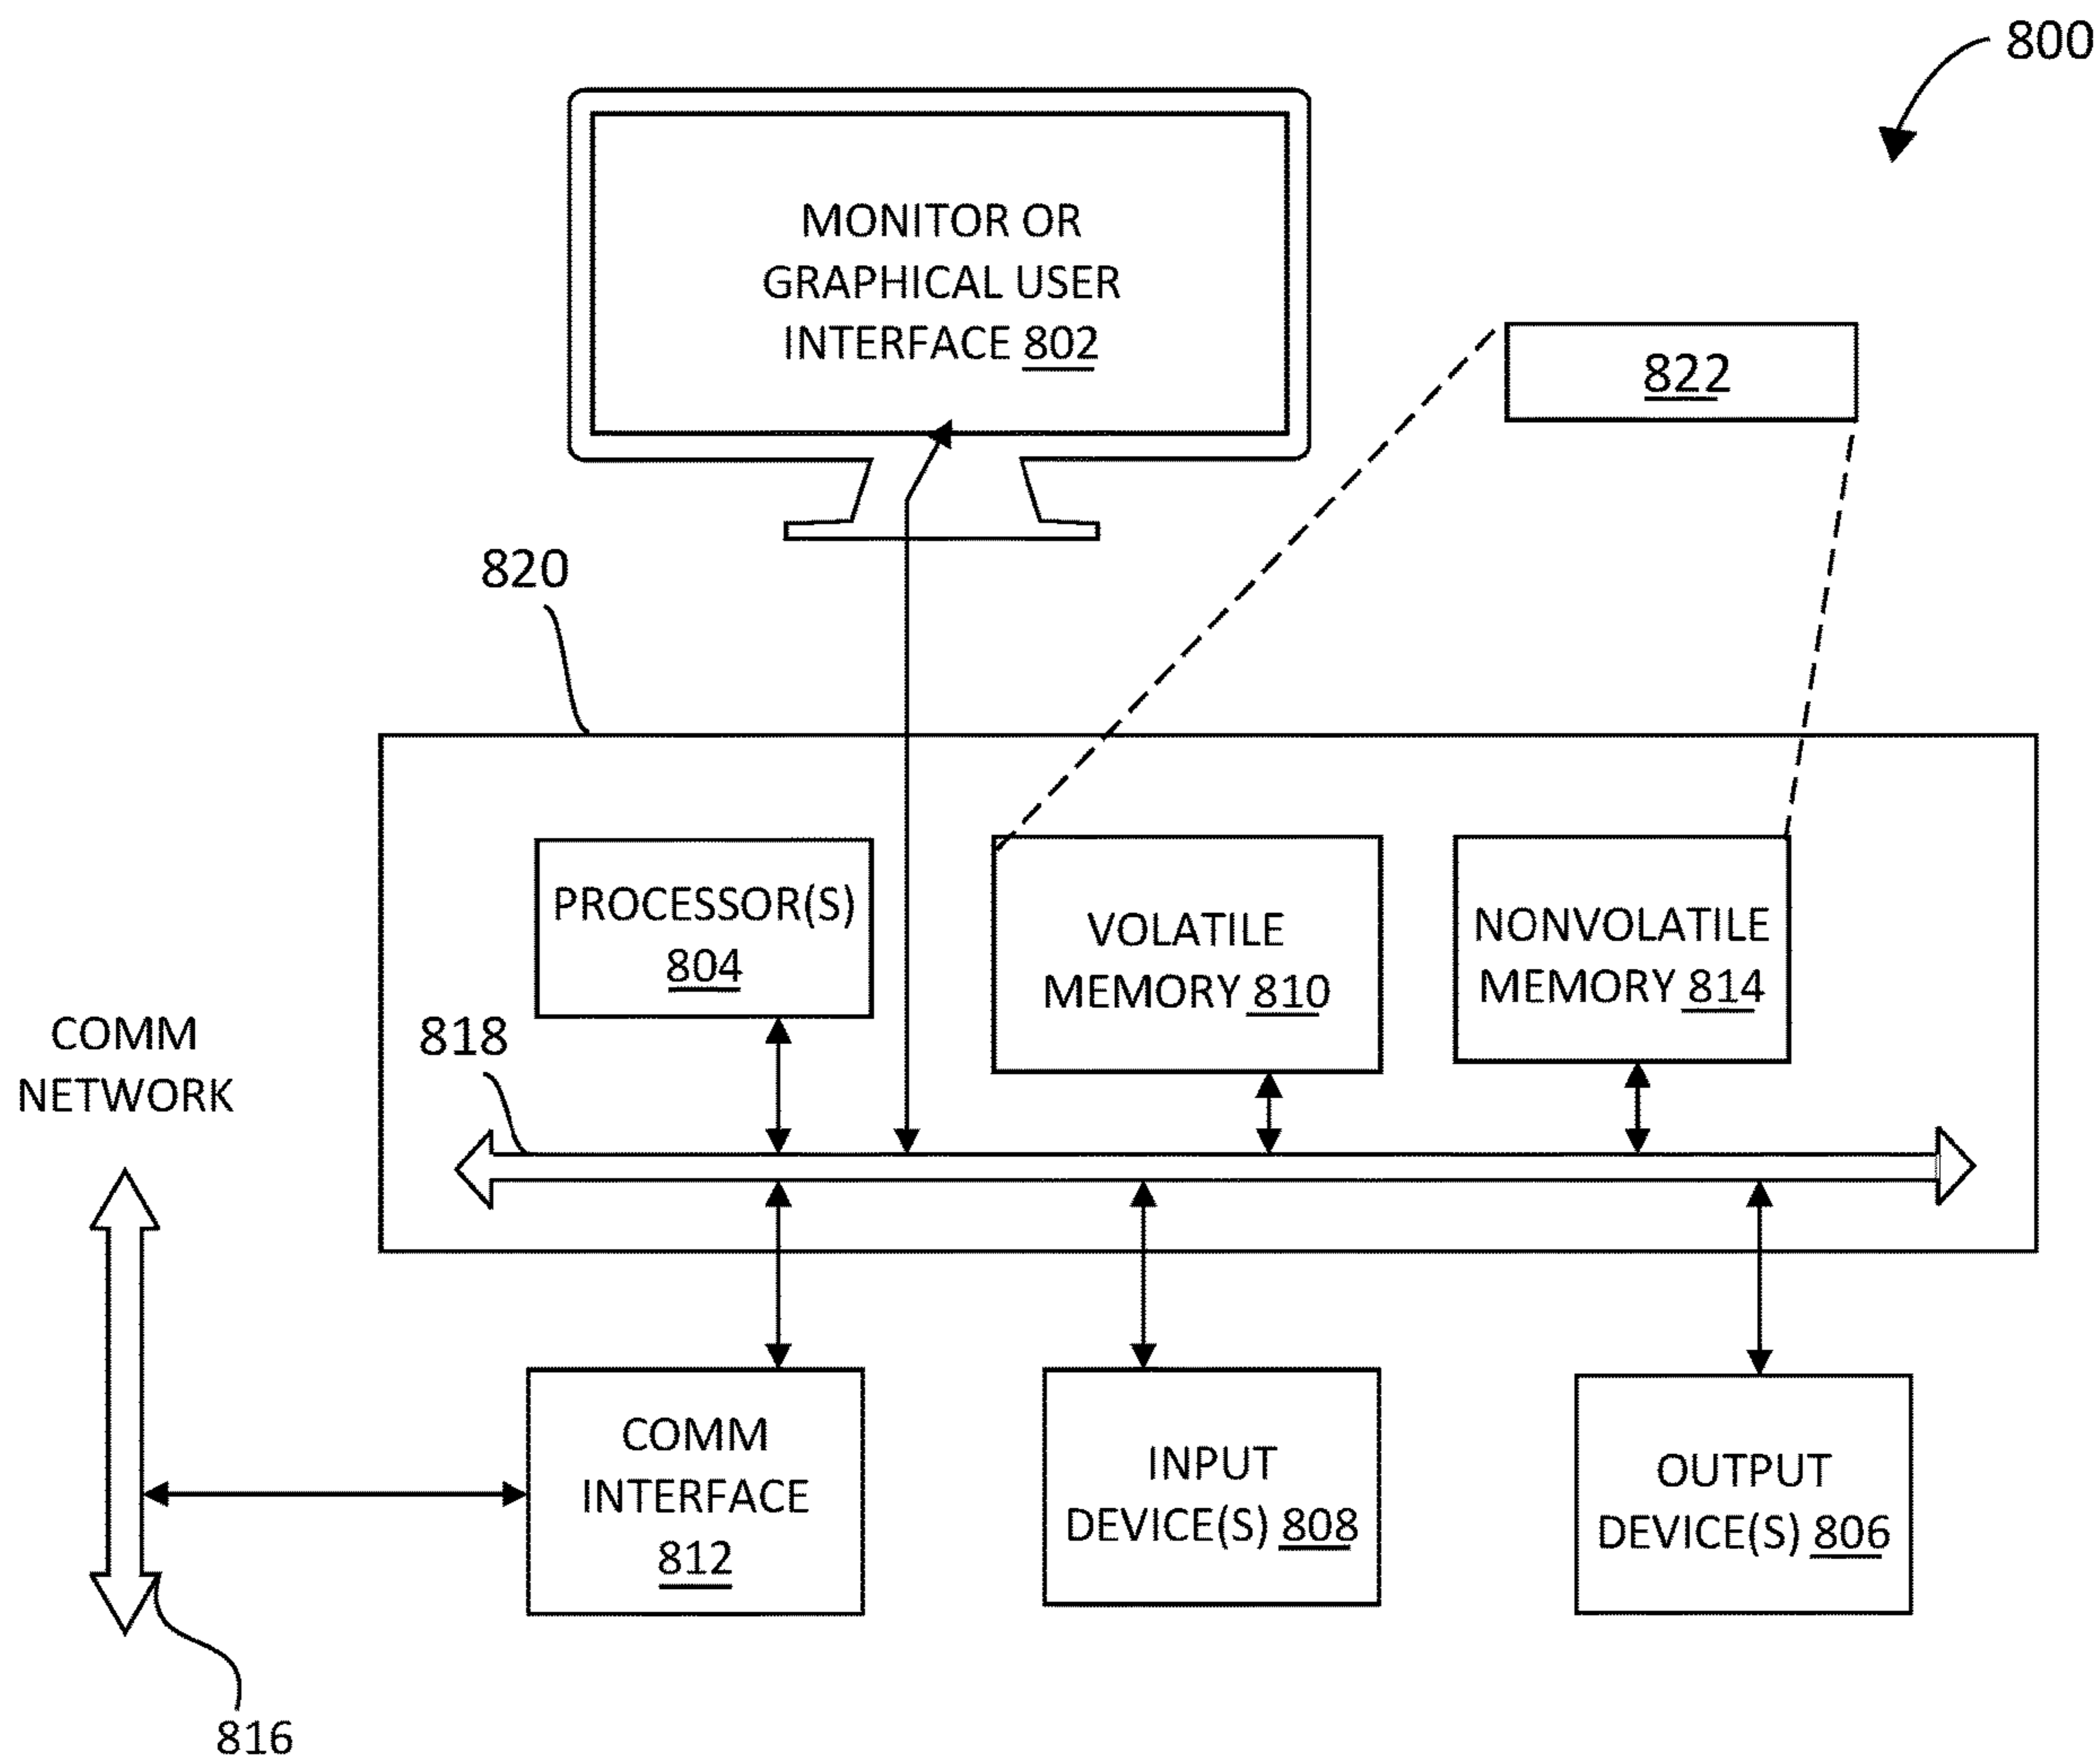 800
MONITOR OR
GRAPHICAL USER
INTERFACE 802
822
820
PROCESSOR(S)
804
VOLATILE
MEMORY 810
NONVOLATILE
MEMORY 814
818
COMM
NETWORK
COMM
INTERFACE
812
INPUT
DEVICE(S) 808
OUTPUT
DEVICE(S) 806
816